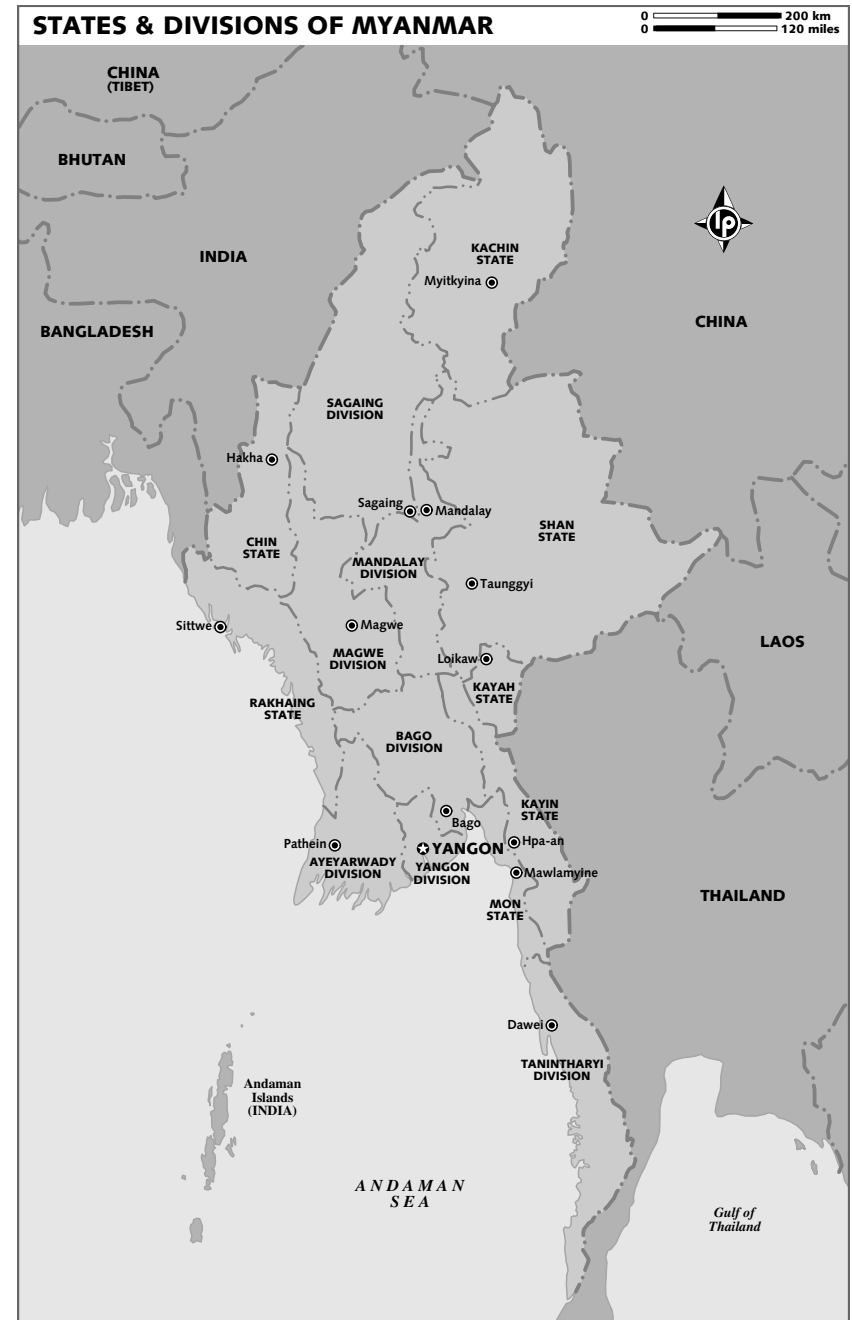 STATES & DIVISIONS OF MYANMAR
0 200 km
0 120 miles
CHINA
(TIBET)
BHUTAN
INDIA
KACHIN
STATE
Myitkyina
lp
CHINA
BANGLADESH
SAGAING
DIVISION
Hakha
Sagaing
Mandalay
SHAN
STATE
CHIN
STATE
MANDALAY
DIVISION
Taunggyi
Sittwe
Magwe
MAGWE
DIVISION
Loikaw
LAOS
KAYAH
STATE
RAKHAING
STATE
BAGO
DIVISION
KAYIN
STATE
Bago
Hpa-an
Pathein
YANGON
AYEYARWADY
DIVISION
YANGON
DIVISION
Mawlamyine
THAILAND
MON
STATE
Dawei
TANINTHARYI
DIVISION
Andaman
Islands
(INDIA)
ANDAMAN
SEA
Gulf of
Thailand